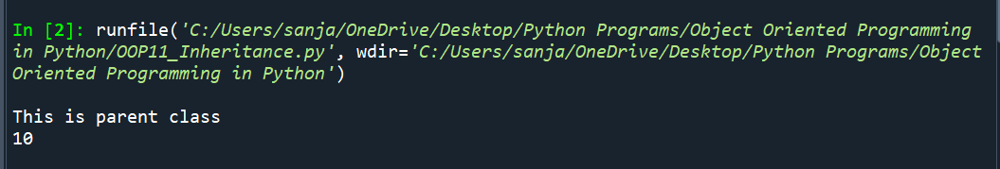 In [2]: runfile('C:/Users/sanja/OneDrive/Desktop/Python Programs/Object Oriented Programming
in Python/OOP11_Inheritance.py', wdir='C:/Users/sanja/OneDrive/Desktop/Python Programs/Object
Oriented Programming in Python')
This is parent class
10